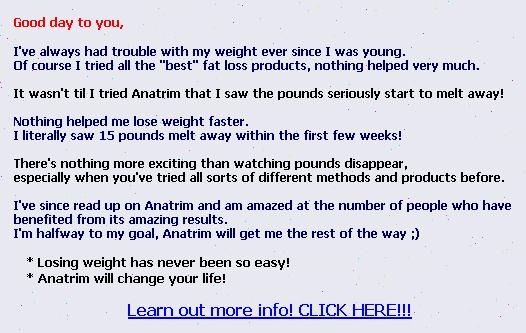 Good day to you,
I've always had trouble with my weight ever since I was young.
Of course I tried all the "best" fat loss products, nothing helped very much.
It wasn't til I tried Anatrim that I saw the pounds seriously start to melt away!
Nothing helped me lose weight faster.
I literally saw 15 pounds melt away within the first few weeks!
There's nothing more exciting than watching pounds disappear,
especially when you've tried all sorts of different methods and products before.
I've since read up on Anatrim and am amazed at the number of people who have
benefited from its amazing results.
I'm halfway to my goal, Anatrim will get me the rest of the way ;)
* Losing weight has never been so easy!
* Anatrim will change your life!
Learn out more info! CLICK HERE!!!